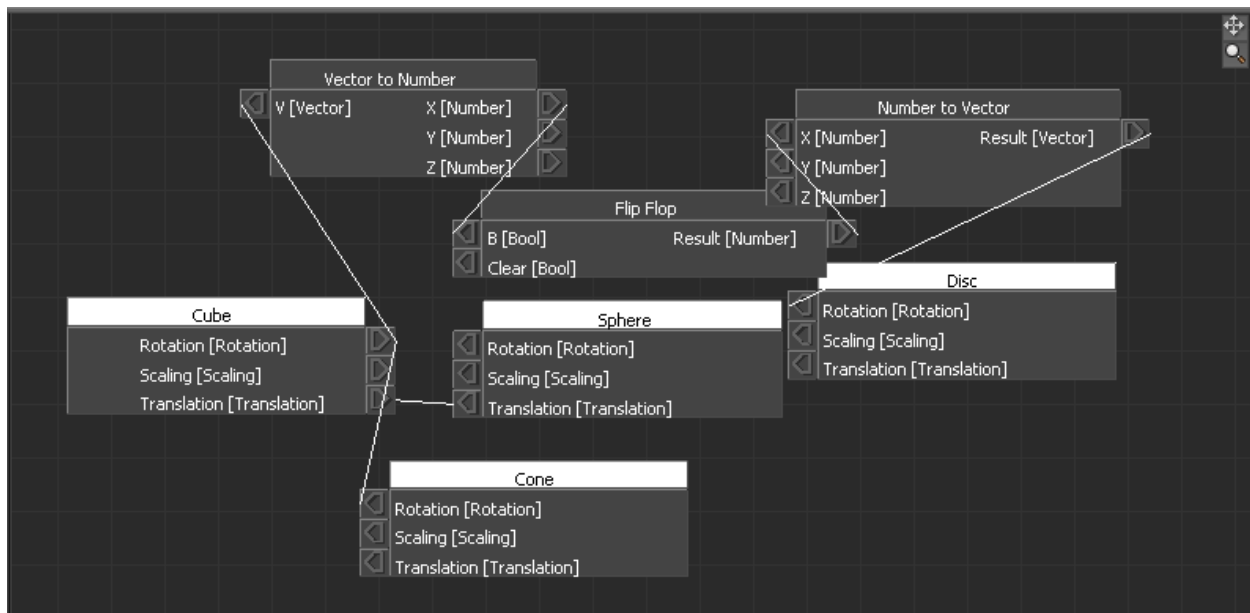 Vector to Number
V [Vector] X [Number]
Y [Number]
Z [Number]
Number to Vector
X [Number] Result [Vector]
Y [Number]
Z [Number]
Flip Flop
B [Bool] Result [Number]
Clear [Bool]
Disc
Rotation [Rotation]
Scaling [Scaling]
Translation [Translation]
Cube
Rotation [Rotation]
Scaling [Scaling]
Translation [Translation]
Sphere
Rotation [Rotation]
Scaling [Scaling]
Translation [Translation]
Cone
Rotation [Rotation]
Scaling [Scaling]
Translation [Translation]